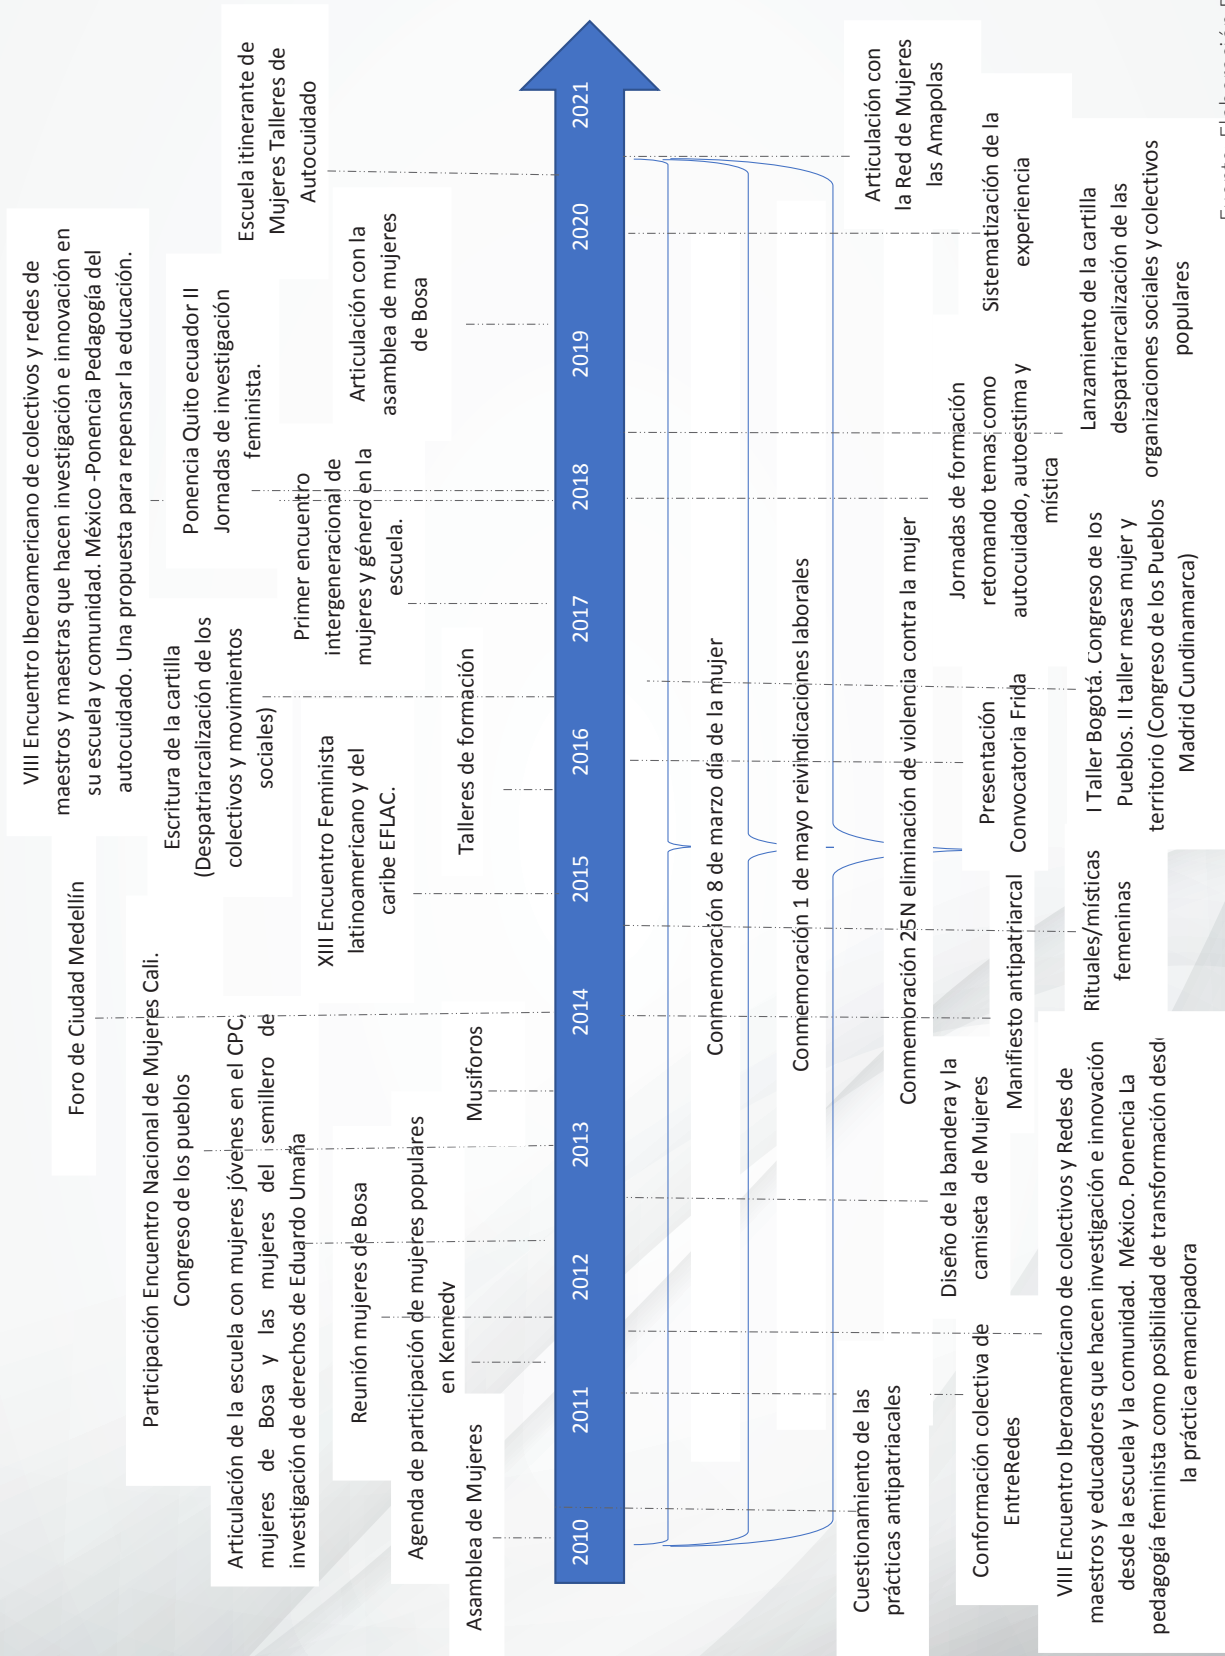 VIII Encuentro Iberoamericano de colectivos y redes de
maestros y maestras que hacen investigación e innovación en
su escuela y comunidad. México -Ponencia Pedagogía del
autocuidado. Una propuesta para repensar la educación.
Foro de Ciudad Medellín
Participación Encuentro Nacional de Mujeres Cali.
Congreso de los pueblos
Escritura de la cartilla
(Despatriarcalización de los
colectivos y movimientos
sociales)
Ponencia Quito ecuador II
Jornadas de investigación
feminista.
Escuela itinerante de
Mujeres Talleres de
Autocuidado
Articulación de la escuela con mujeres jóvenes en el CPC,
mujeres de Bosa y las mujeres del semillero de
investigación de derechos de Eduardo Umaña
XIII Encuentro Feminista
latinoamericano y del
caribe EFLAC.
Primer encuentro
intergeneracional de
mujeres y género en la
escuela.
Articulación con la
asamblea de mujeres
de Bosa
Reunión mujeres de Bosa
Agenda de participación de mujeres populares
en Kennedy
Asamblea de Mujeres
Musiforos
Talleres de formación
2010
2011
2012
2013
2014
2015
2016
2017
2018
2019
2020
2021
Conmemoración 8 de marzo día de la mujer
Conmemoración 1 de mayo reivindicaciones laborales
Conmemoración 25N eliminación de violencia contra la mujer
Cuestionamiento de las
prácticas antipatriacales
Conformación colectiva de
EntreRedes
Diseño de la bandera y la
camiseta de Mujeres
Manifiesto antipatriarcal
Presentación
Convocatoria Frida
Jornadas de formación
retomando temas como
autocuidado, autoestima y
mística
Sistematización de la
experiencia
Articulación con
la Red de Mujeres
las Amapolas
VIII Encuentro Iberoamericano de colectivos y Redes de
maestros y educadores que hacen investigación e innovación
desde la escuela y la comunidad. México. Ponencia La
pedagogía feminista como posibilidad de transformación desde
la práctica emancipadora
Rituales/místicas
femeninas
I Taller Bogotá. Congreso de los
Pueblos. II taller mesa mujer y
territorio (Congreso de los Pueblos
Madrid Cundinamarca)
Lanzamiento de la cartilla
despatriarcalización de las
organizaciones sociales y colectivos
populares